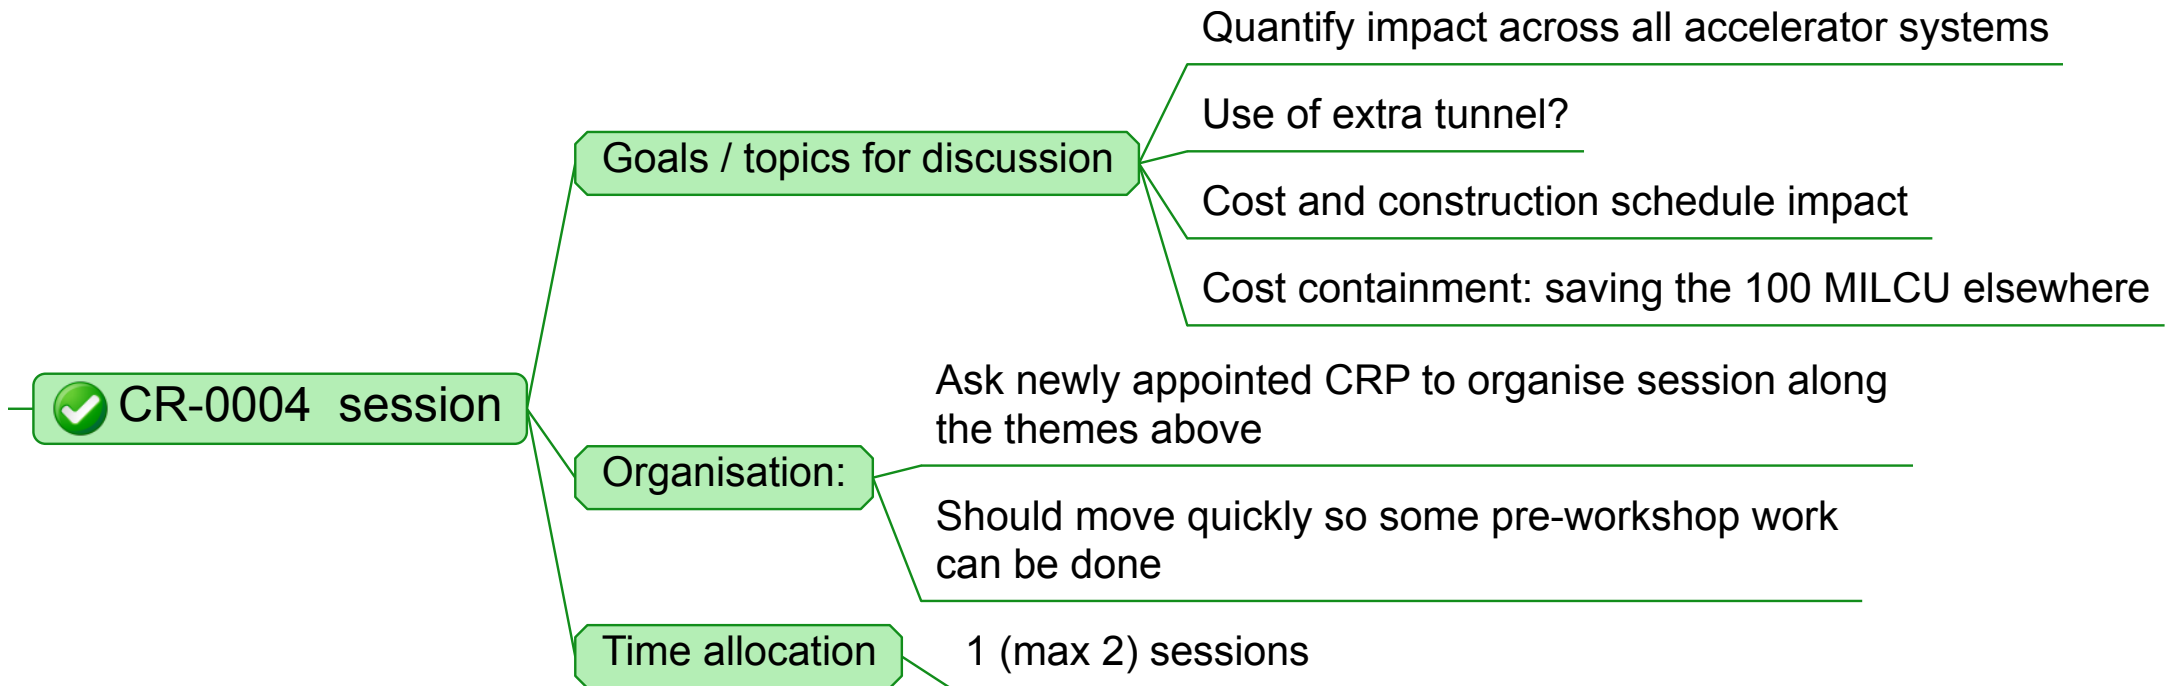 Quantify impact across all accelerator systems
Use of extra tunnel?
Goals / topics for discussion
Cost and construction schedule impact
Cost containment: saving the 100 MILCU elsewhere
CR-0004 session
Ask newly appointed CRP to organise session along
the themes above
Organisation:
Should move quickly so some pre-workshop work
can be done
Time allocation
1 (max 2) sessions